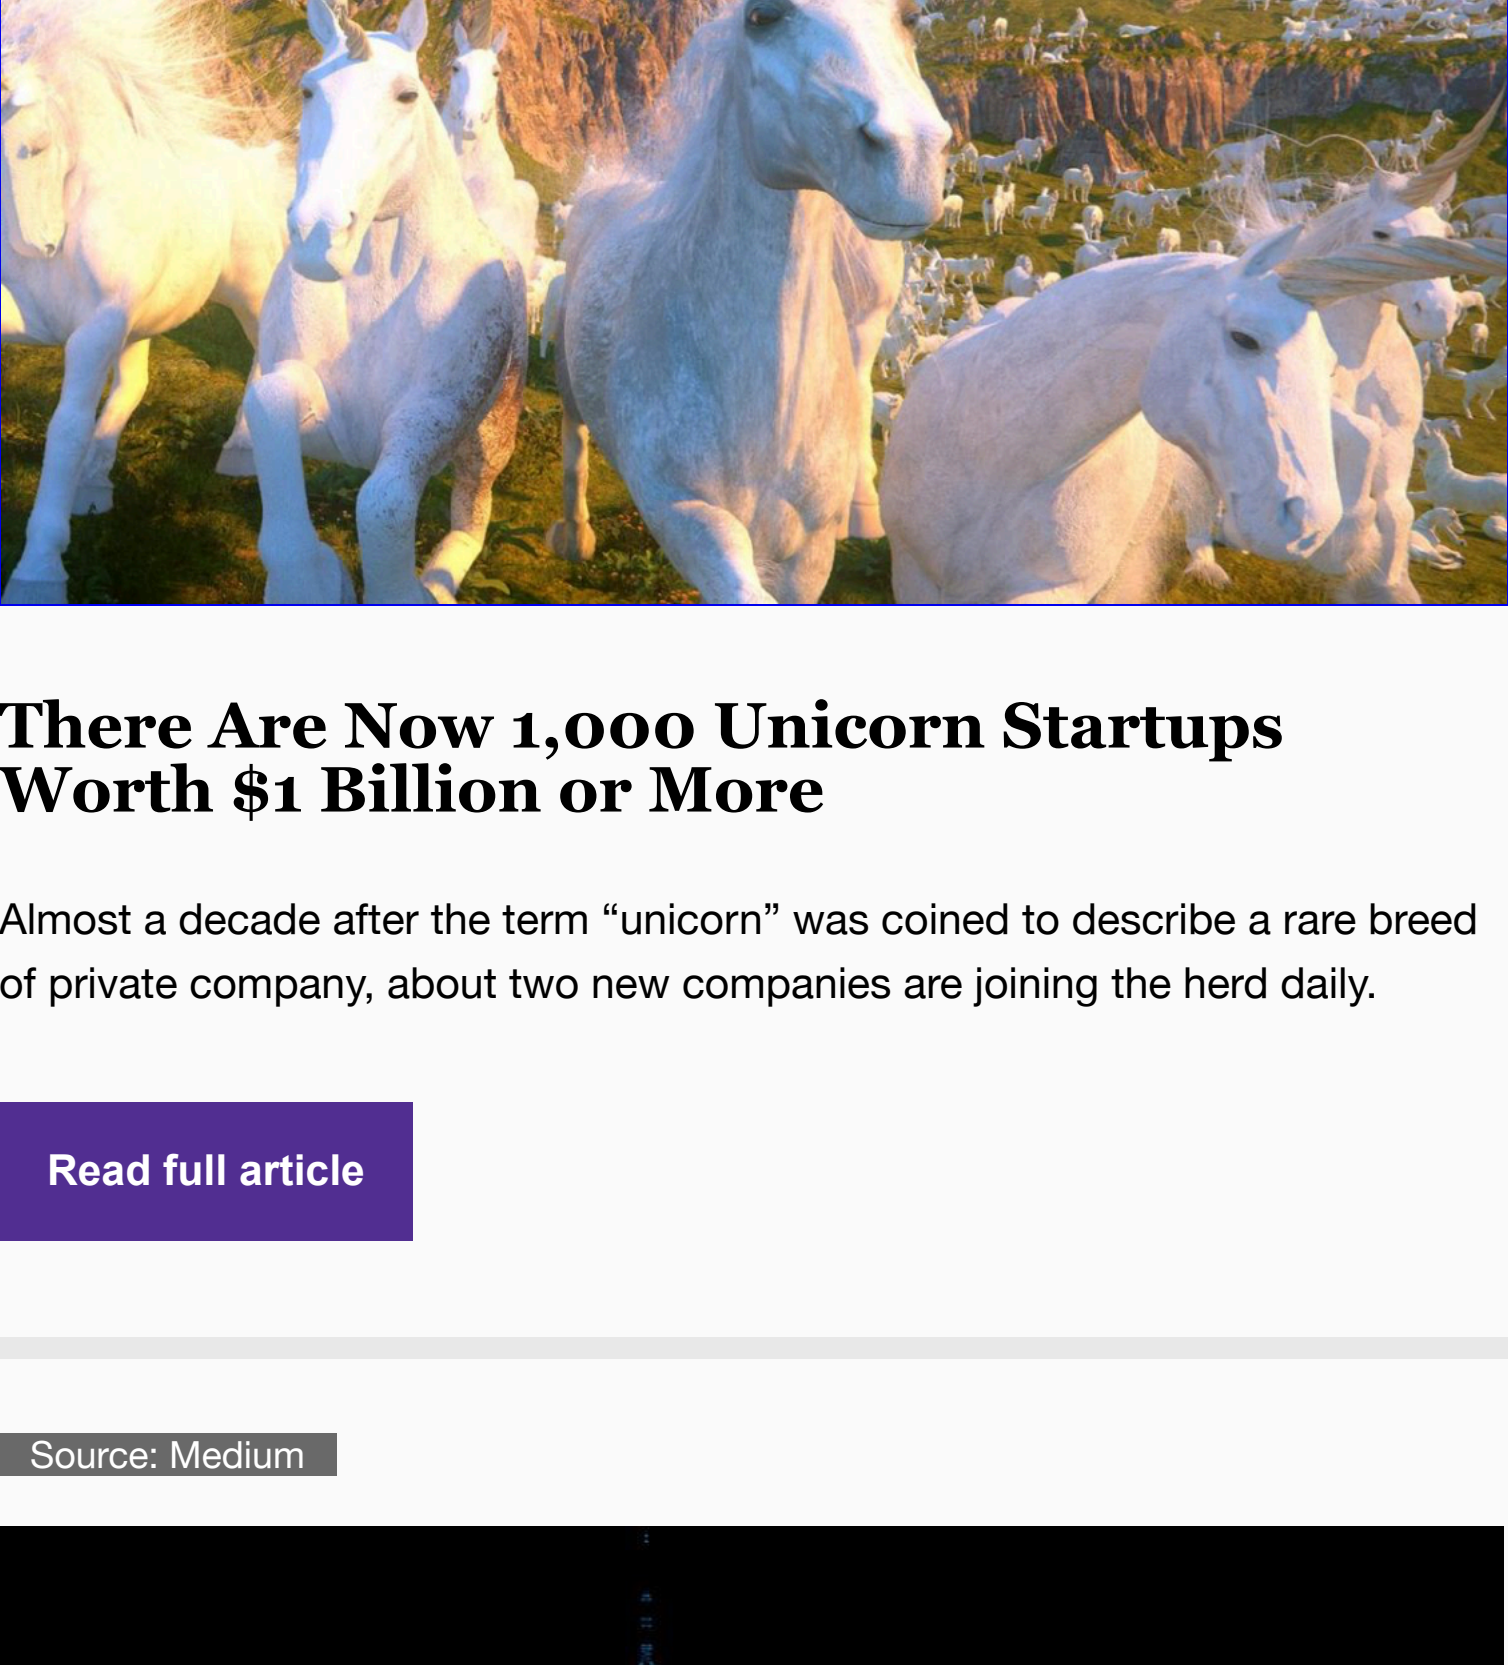 There Are Now 1,000 Unicorn Startups
Worth $1 Billion or More
Almost a decade after the term “unicorn” was coined to describe a rare breed
of private company, about two new companies are joining the herd daily.
Read full article
Source: Medium